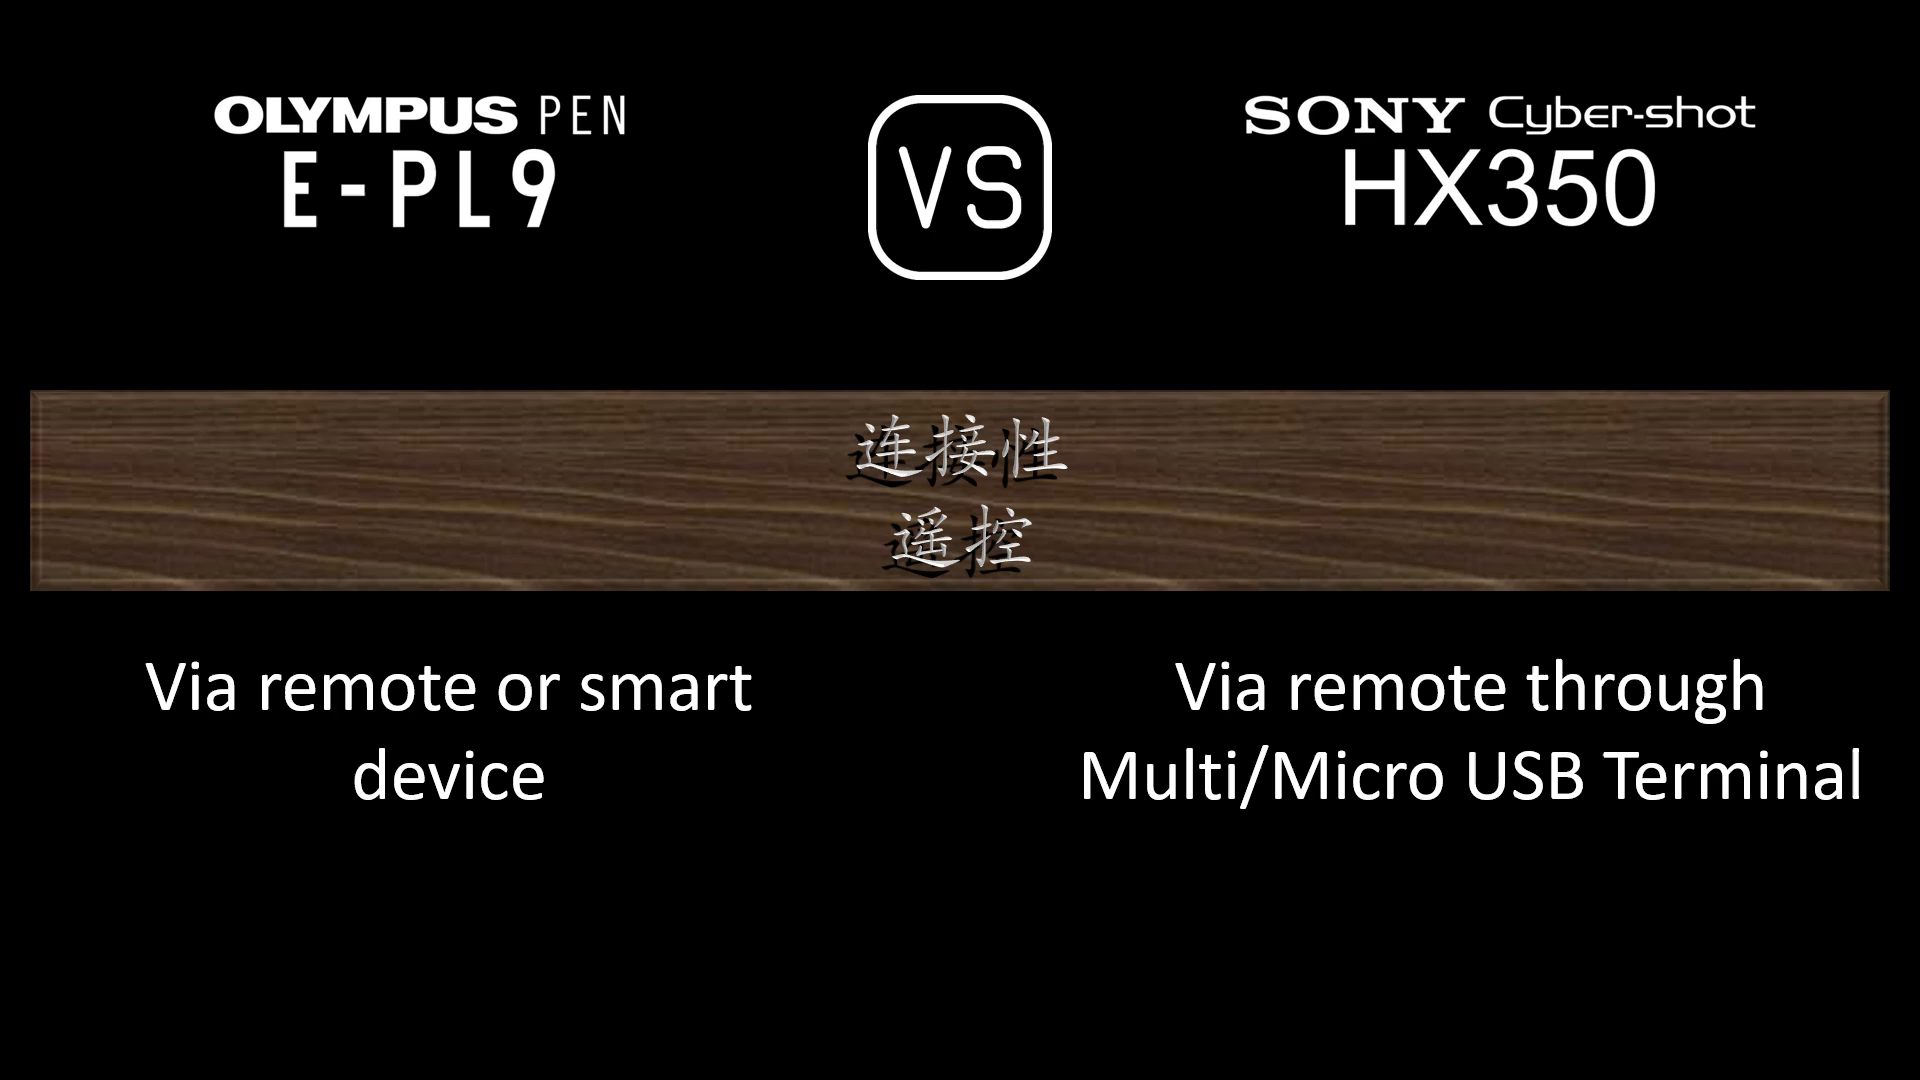 OLYMPUS PEN
E-PL9
VS
SONY Cyber-shot
HX350
连接性
遥控
Via remote or smart
device
Via remote through
Multi/Micro USB Terminal